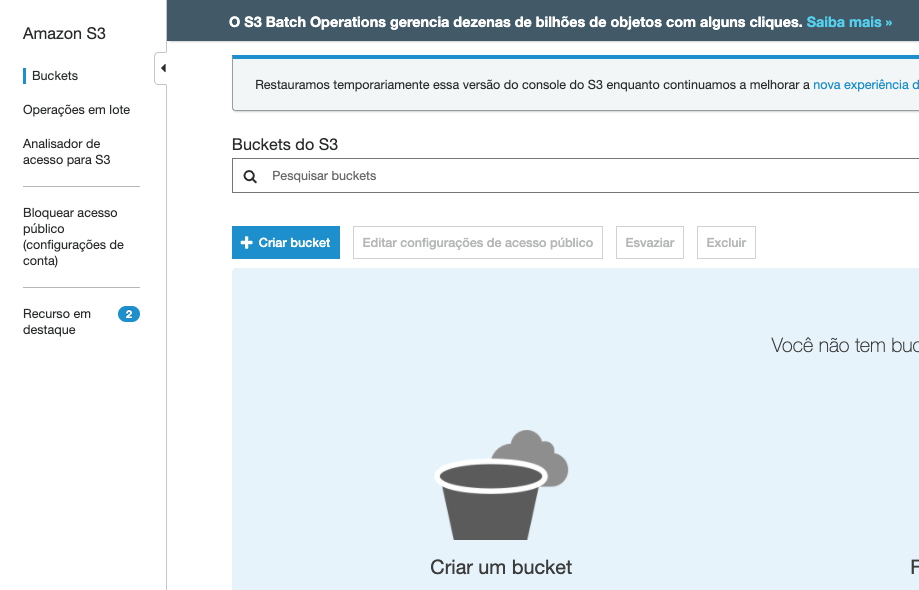 Amazon S3
Buckets
Operações em lote
Analisador de
acesso para S3
Bloquear acesso
público
(configurações de
conta)
Recurso em
destaque
2
O S3 Batch Operations gerencia dezenas de bilhões de objetos com alguns cliques. Saiba mais »
Restauramos temporariamente essa versão do console do S3 enquanto continuamos a melhorar a nova experiência d
Buckets do S3
Pesquisar buckets
Criar bucket
Editar configurações de acesso público
Esvaziar
Excluir
Você não tem buc
Criar um bucket